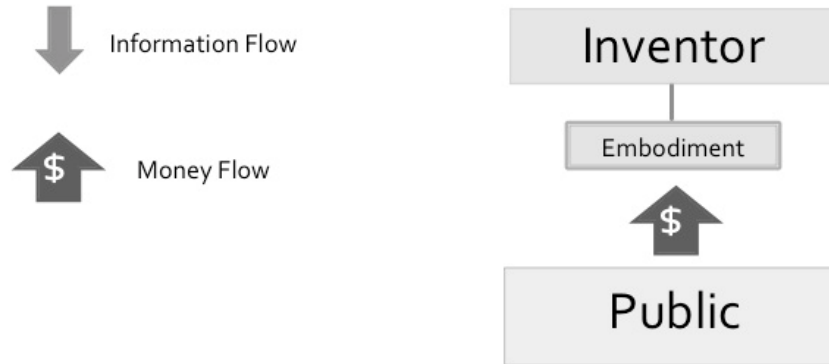 Information Flow
$
Money Flow
Inventor
Embodiment
$
Public